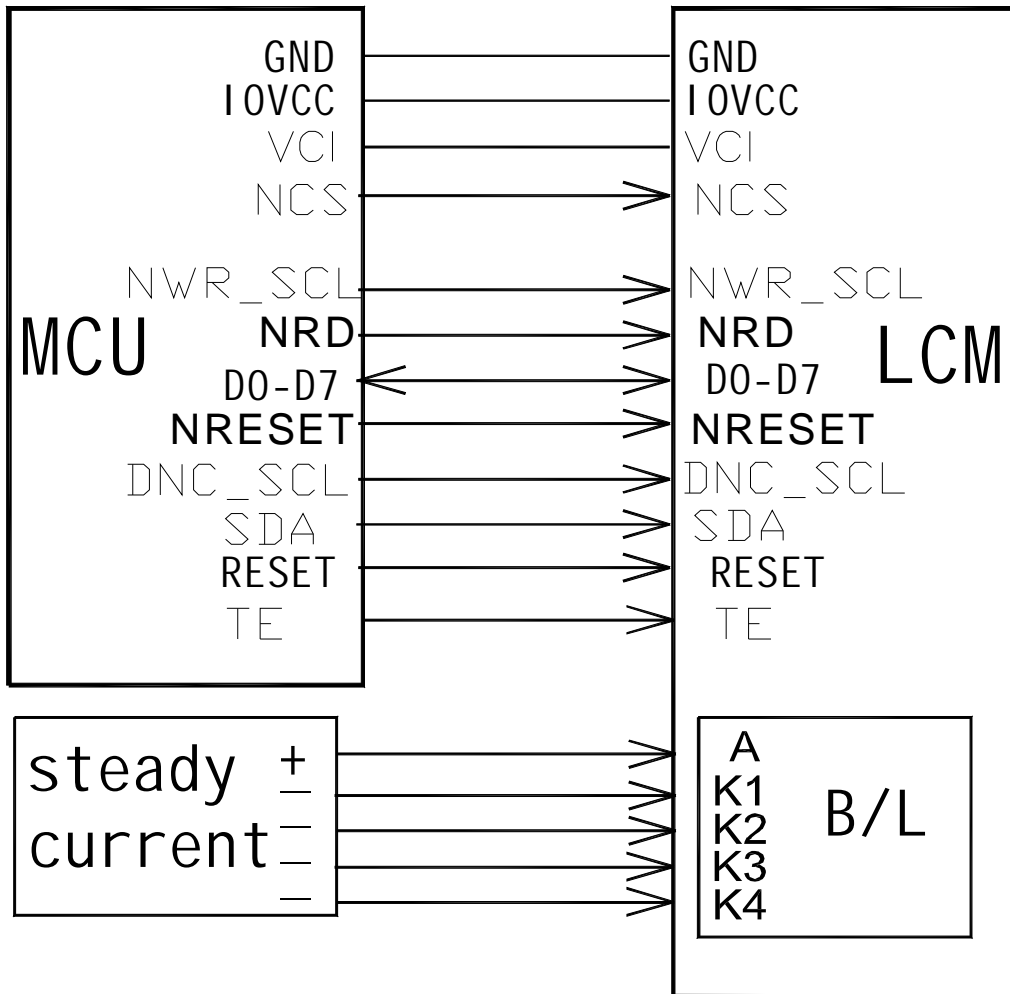 GND GND
IOVCC IOVCC
VCI VCI
NCS NCS
NWR_SCL NWR_SCL
NRD NRD
MCU LCM
D0-D7 D0-D7
NRESET NRESET
DNC_SCL DNC_SCL
SDA SDA
RESET RESET
TE TE
steady +
current
A
K1
K2
K3
K4
B/L